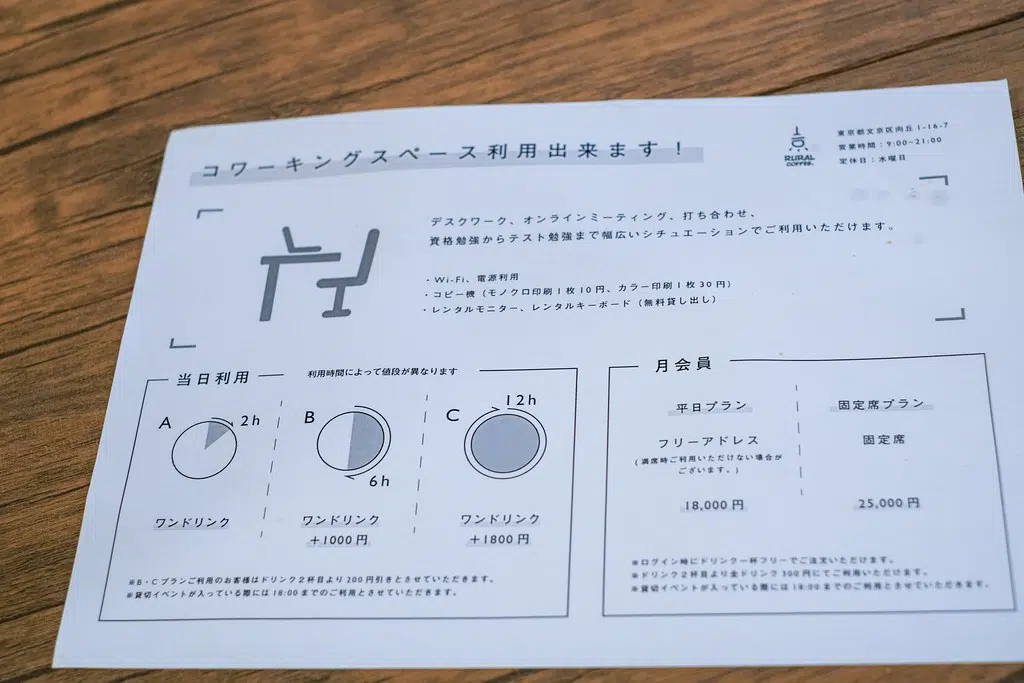 コワーキングスペース利用出来ます！
RURAL
COFFEE
東京都文京区向丘1-16-7
営業時間：9:00~21:00
定休日：水曜日
デスクワーク、オンラインミーティング、打ち合わせ、
資格勉強からテスト勉強まで幅広いシチュエーションでご利用いただけます。
・Wi-Fi、電源利用
・コピー機（モノクロ印刷1枚10円、カラー印刷1枚30円）
・レンタルモニター、レンタルキーボード（無料貸し出し）
当日利用
利用時間によって値段が異なります
A
2h
ワンドリンク
B
6h
ワンドリンク
+1000円
C
12h
ワンドリンク
+1800円
※B・Cプランご利用のお客様はドリンク2杯目より200円引きとさせていただきます。
※貸切イベントが入っている際には18:00までのご利用とさせていただきます。
月会員
平日プラン
フリーアドレス
(満席時ご利用いただけない場合が
ございます。)
18,000円
固定席プラン
固定席
25,000円
※ログイン時にドリンク一杯フリーでご注文いただけます。
※ドリンク2杯目より全ドリンク300円にてご利用いただけます。
※貸切イベントが入っている際には18:00までのご利用とさせていただきます。